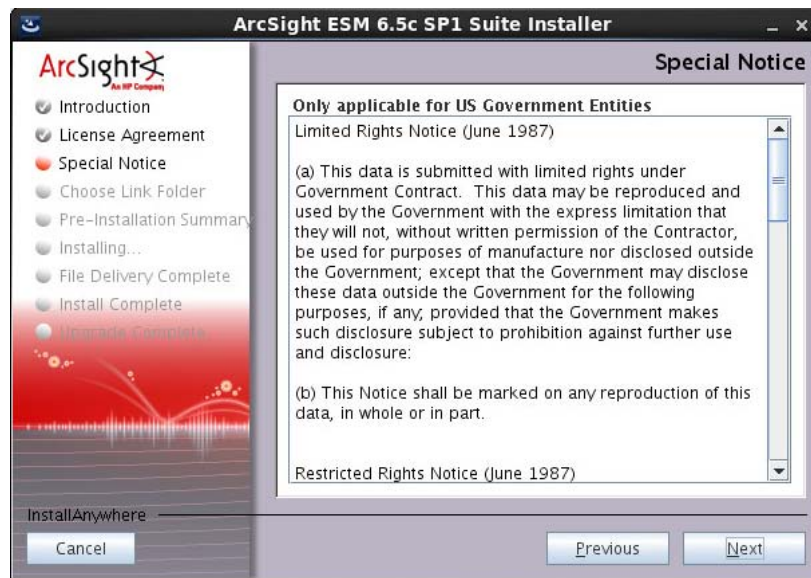 ArcSight ESM 6.5c SP1 Suite Installer
ArcSight
An HP Company
Special Notice
Introduction
License Agreement
Special Notice
Choose Link Folder
Pre-Installation Summary
Installing...
File Delivery Complete
Install Complete
Upgrade Complete
Only applicable for US Government Entities
Limited Rights Notice (June 1987)
(a) This data is submitted with limited rights under
Government Contract. This data may be reproduced and
used by the Government with the express limitation that
they will not, without written permission of the Contractor,
be used for purposes of manufacture nor disclosed outside
the Government; except that the Government may disclose
these data outside the Government for the following
purposes, if any; provided that the Government makes
such disclosure subject to prohibition against further use
and disclosure:
(b) This Notice shall be marked on any reproduction of this
data, in whole or in part.
Restricted Rights Notice (June 1987)
InstallAnywhere
Cancel
Previous
Next